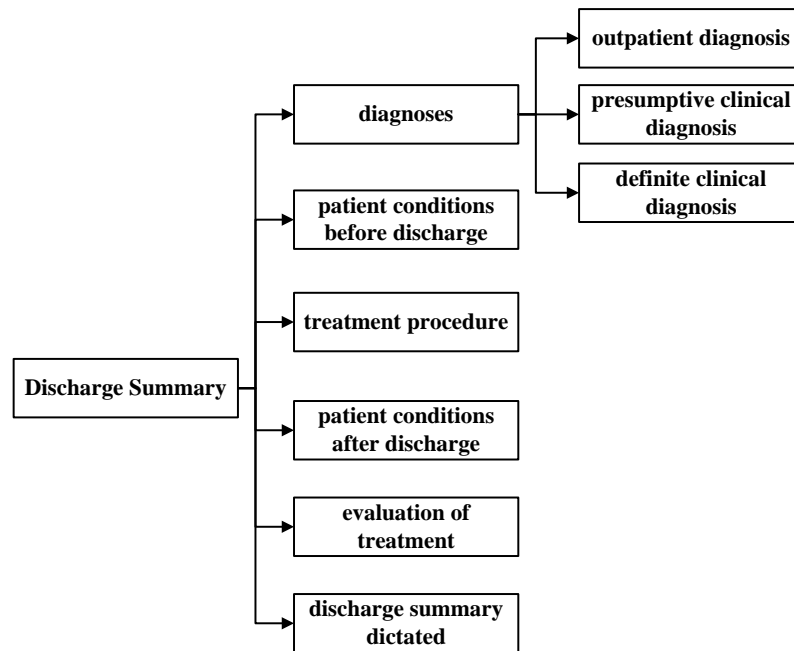 Discharge Summary
diagnoses
patient conditions
before discharge
treatment procedure
patient conditions
after discharge
evaluation of
treatment
discharge summary
dictated
outpatient diagnosis
presumptive clinical
diagnosis
definite clinical
diagnosis